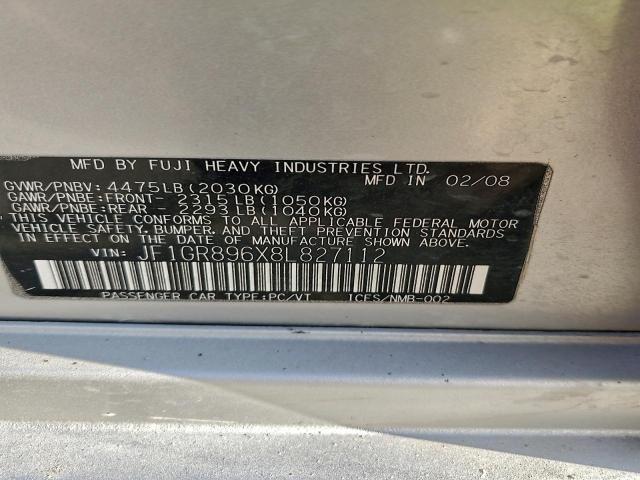 MFD BY FUJI HEAVY INDUSTRIES LTD.
MFD IN 02/08
GVWR/PNBV: 4475LB(2030KG)
GAWR/PNBE:FRONT- 2315LB(1050KG)
GAWR/PNBE:REAR - 2293LB(1040KG)
THIS VEHICLE CONFORMS TO ALL APPLICABLE FEDERAL MOTOR
VEHICLE SAFETY, BUMPER AND THEFT PREVENTION STANDARDS
IN EFFECT ON THE DATE OF MANUFACTURE SHOWN ABOVE.
VIN: JF1GR896X8L827112
PASSENGER CAR TYPE:PC/VT ICES/NMB-002